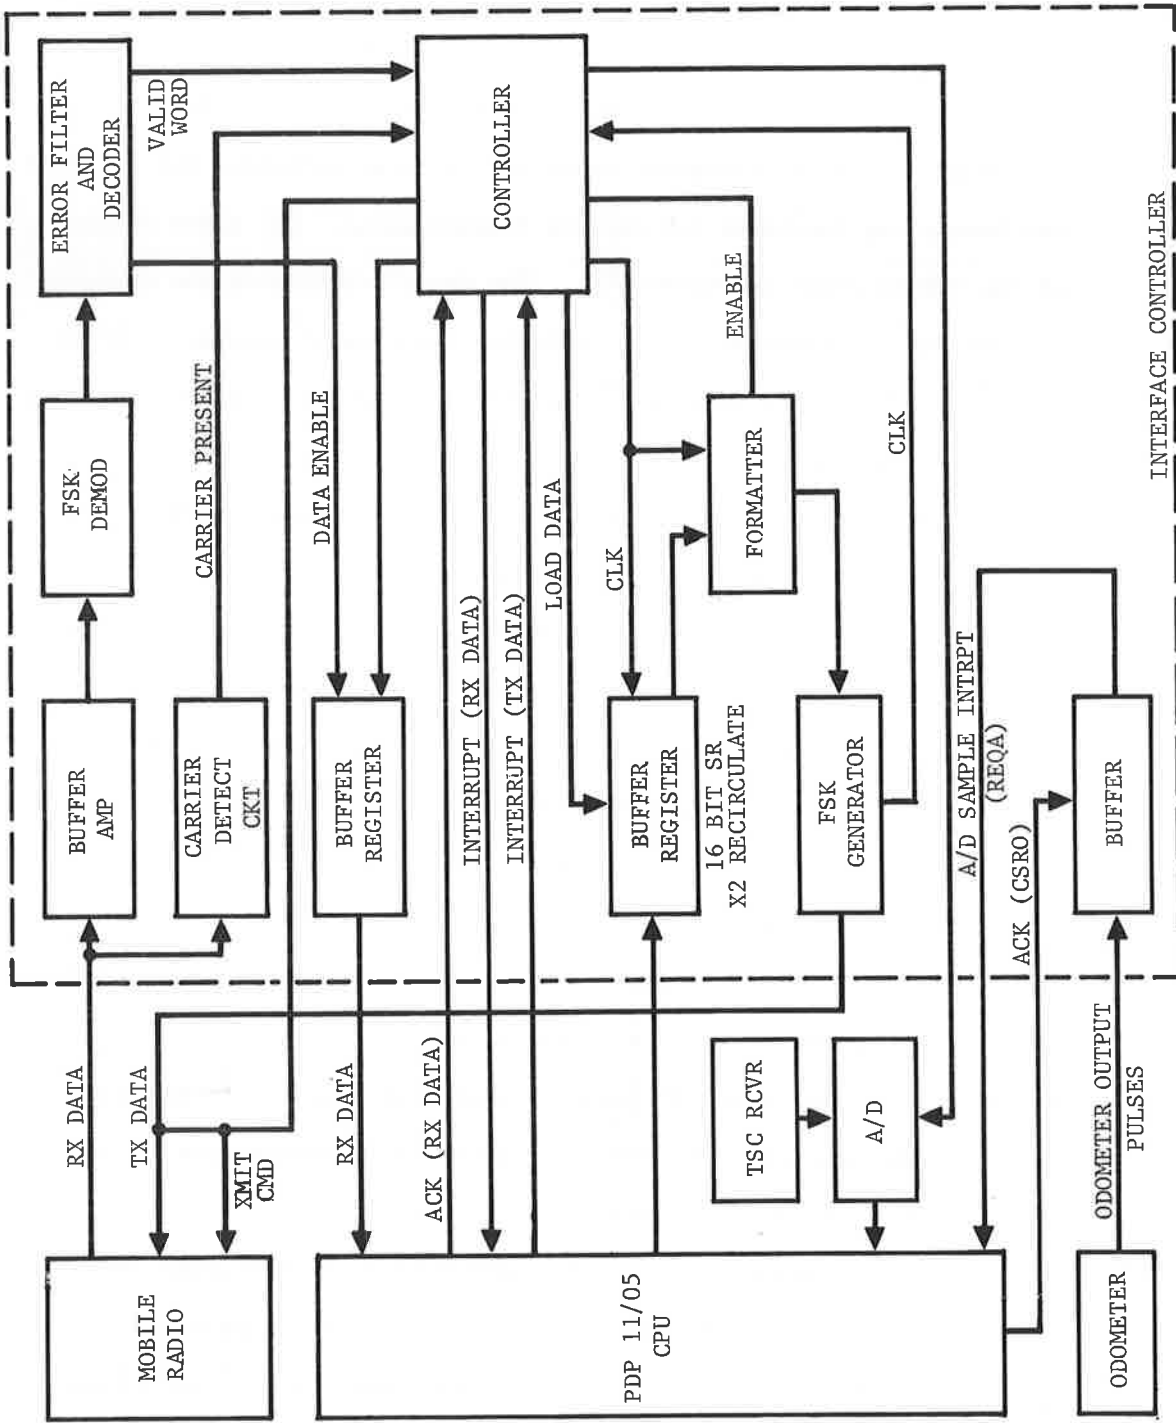 MOBILE
RADIO
RX DATA
TX DATA
XMIT
CMD
BUFFER
AMP
FSK
DEMOD
ERROR FILTER
AND
DECODER
VALID
WORD
CARRIER
DETECT
CKT
CARRIER PRESENT
DATA ENABLE
BUFFER
REGISTER
RX DATA
ACK (RX DATA)
INTERRUPT (RX DATA)
INTERRUPT (TX DATA)
LOAD DATA
CONTROLLER
PDP 11/05
CPU
BUFFER
REGISTER
16 BIT SR
X2 RECIRCULATE
CLK
ENABLE
FORMATTER
FSK
GENERATOR
CLK
TSC RCVR
A/D
A/D SAMPLE INTRPT
(REQA)
ACK (CSRO)
ODOMETER
ODOMETER OUTPUT
PULSES
BUFFER
INTERFACE CONTROLLER